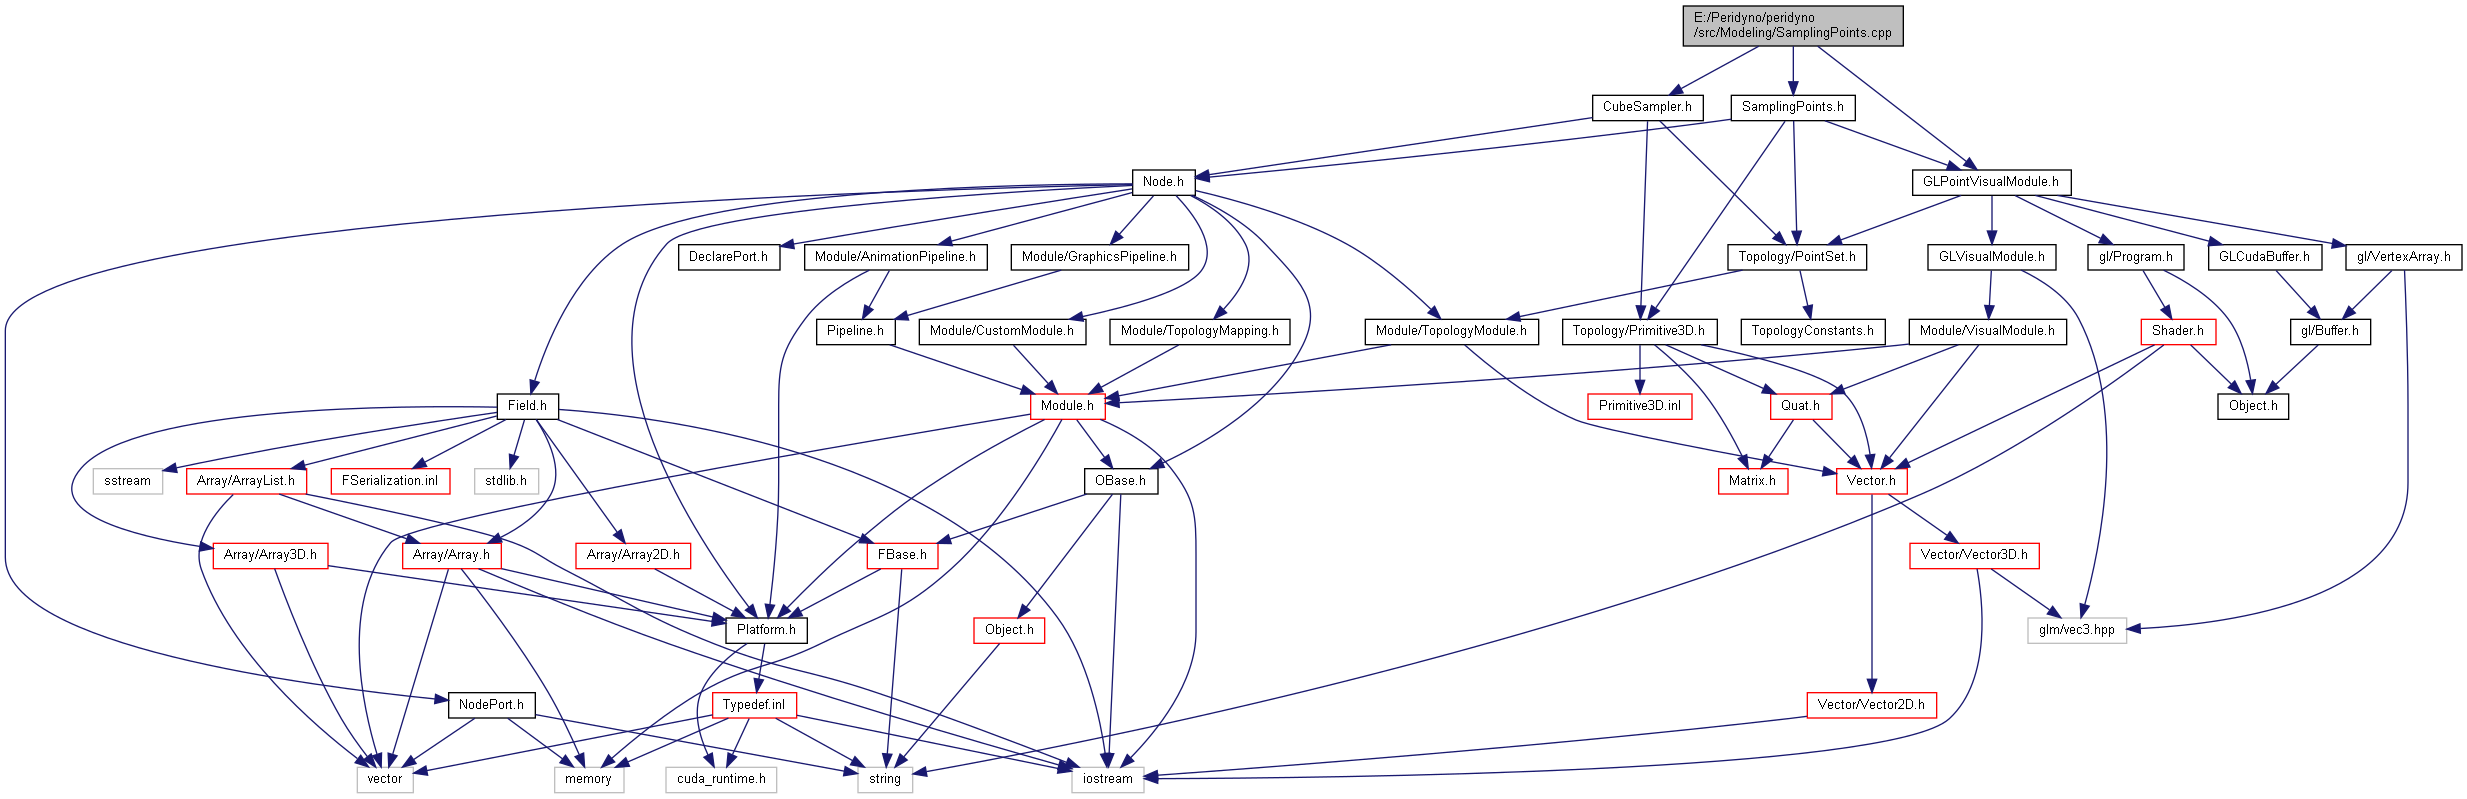 E:/Peridyno/peridyno
/src/Modeling/SamplingPoints.cpp
CubeSampler.h
SamplingPoints.h
Node.h
GLPointVisualModule.h
DeclarePort.h
Module/AnimationPipeline.h
Module/GraphicsPipeline.h
Topology/PointSet.h
GLVisualModule.h
gl/Program.h
GLCudaBuffer.h
gl/VertexArray.h
Pipeline.h
Module/CustomModule.h
Module/TopologyMapping.h
Module/TopologyModule.h
Topology/Primitive3D.h
TopologyConstants.h
Module/VisualModule.h
Shader.h
gl/Buffer.h
Field.h
Module.h
Primitive3D.inl
Quat.h
Object.h
sstream
Array/ArrayList.h
FSerialization.inl
stdlib.h
OBase.h
Matrix.h
Vector.h
Array/Array3D.h
Array/Array.h
Array/Array2D.h
FBase.h
Vector/Vector3D.h
Platform.h
Object.h
glm/vec3.hpp
NodePort.h
Typedef.inl
Vector/Vector2D.h
vector
memory
cuda_runtime.h
string
iostream